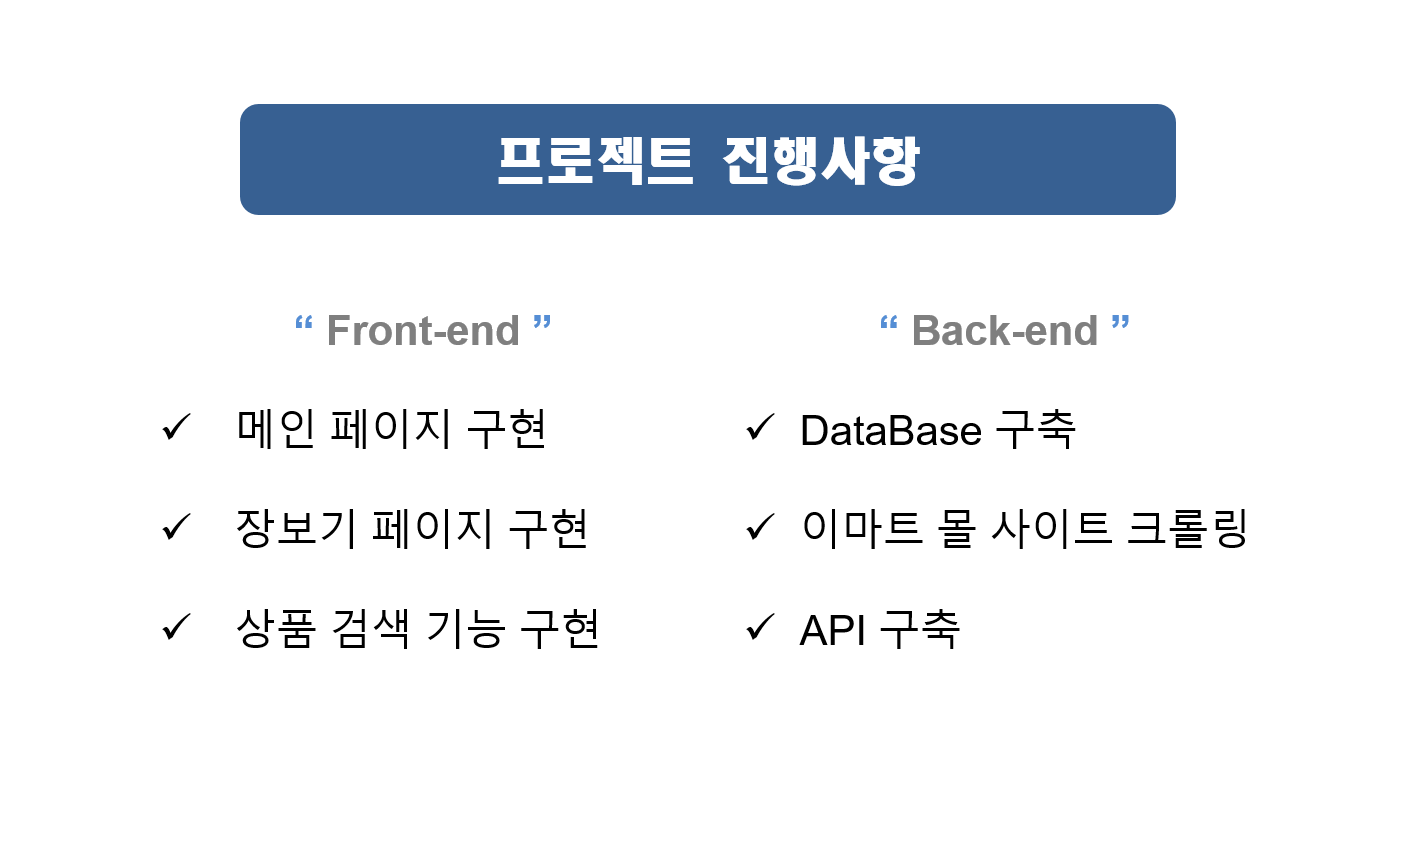 프로젝트 진행사항
“ Front-end ”
✓ 메인 페이지 구현
✓ 장보기 페이지 구현
✓ 상품 검색 기능 구현
“ Back-end ”
✓ DataBase 구축
✓ 이마트 몰 사이트 크롤링
✓ API 구축